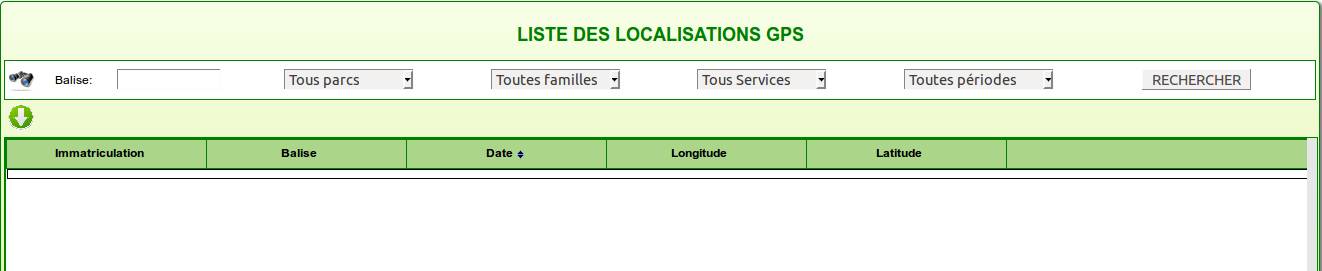 LISTE DES LOCALISATIONS GPS
Balise: Tous parcs Toutes familles Tous Services Toutes périodes RECHERCHER
Immatriculation Balise Date Longitude Latitude